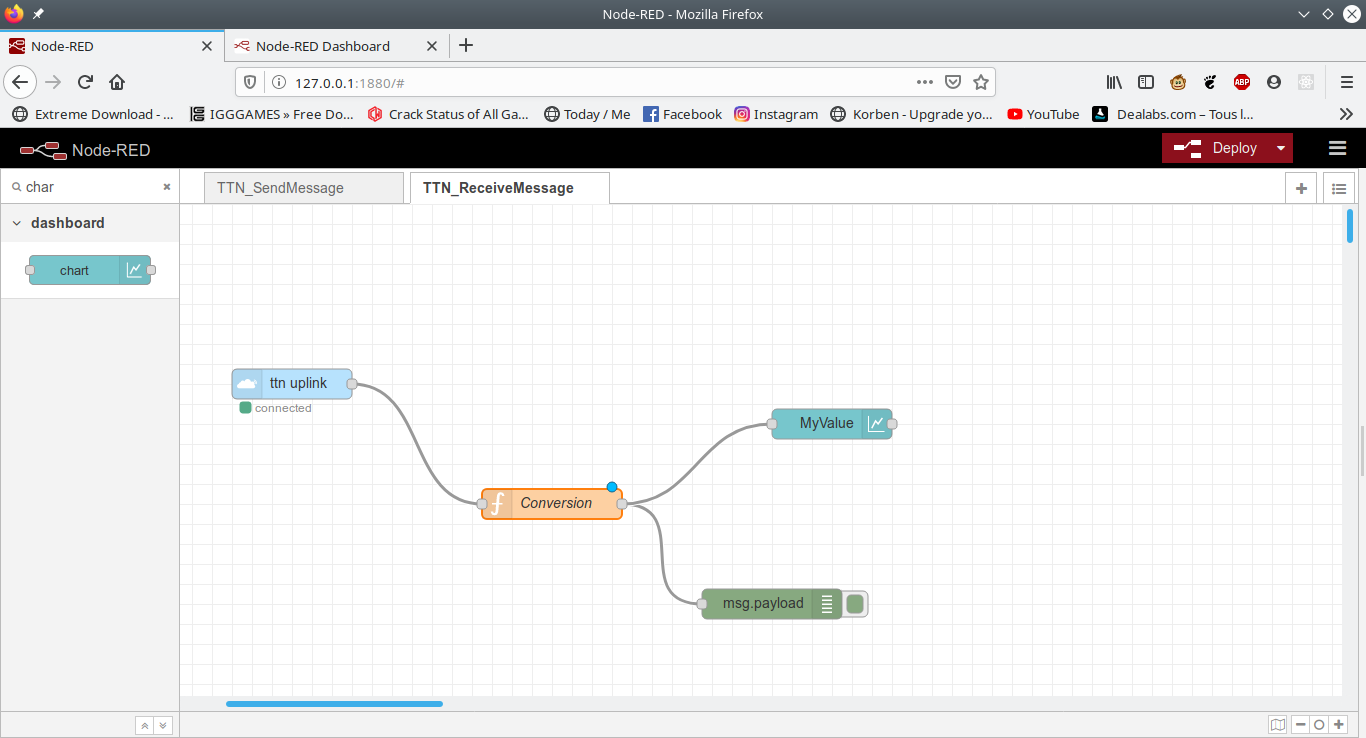 Node-RED - Mozilla Firefox
Node-RED
Node-RED Dashboard
127.0.0.1:1880/#
ABP
Extreme Download - ...
IGGGAMES » Free Do...
Crack Status of All Ga...
Today / Me
Facebook
Instagram
Korben - Upgrade yo...
YouTube
Dealabs.com – Tous l...
Node-RED
Deploy
char
TTN_SendMessage
TTN_ReceiveMessage
dashboard
chart
ttn uplink
connected
MyValue
Conversion
msg.payload